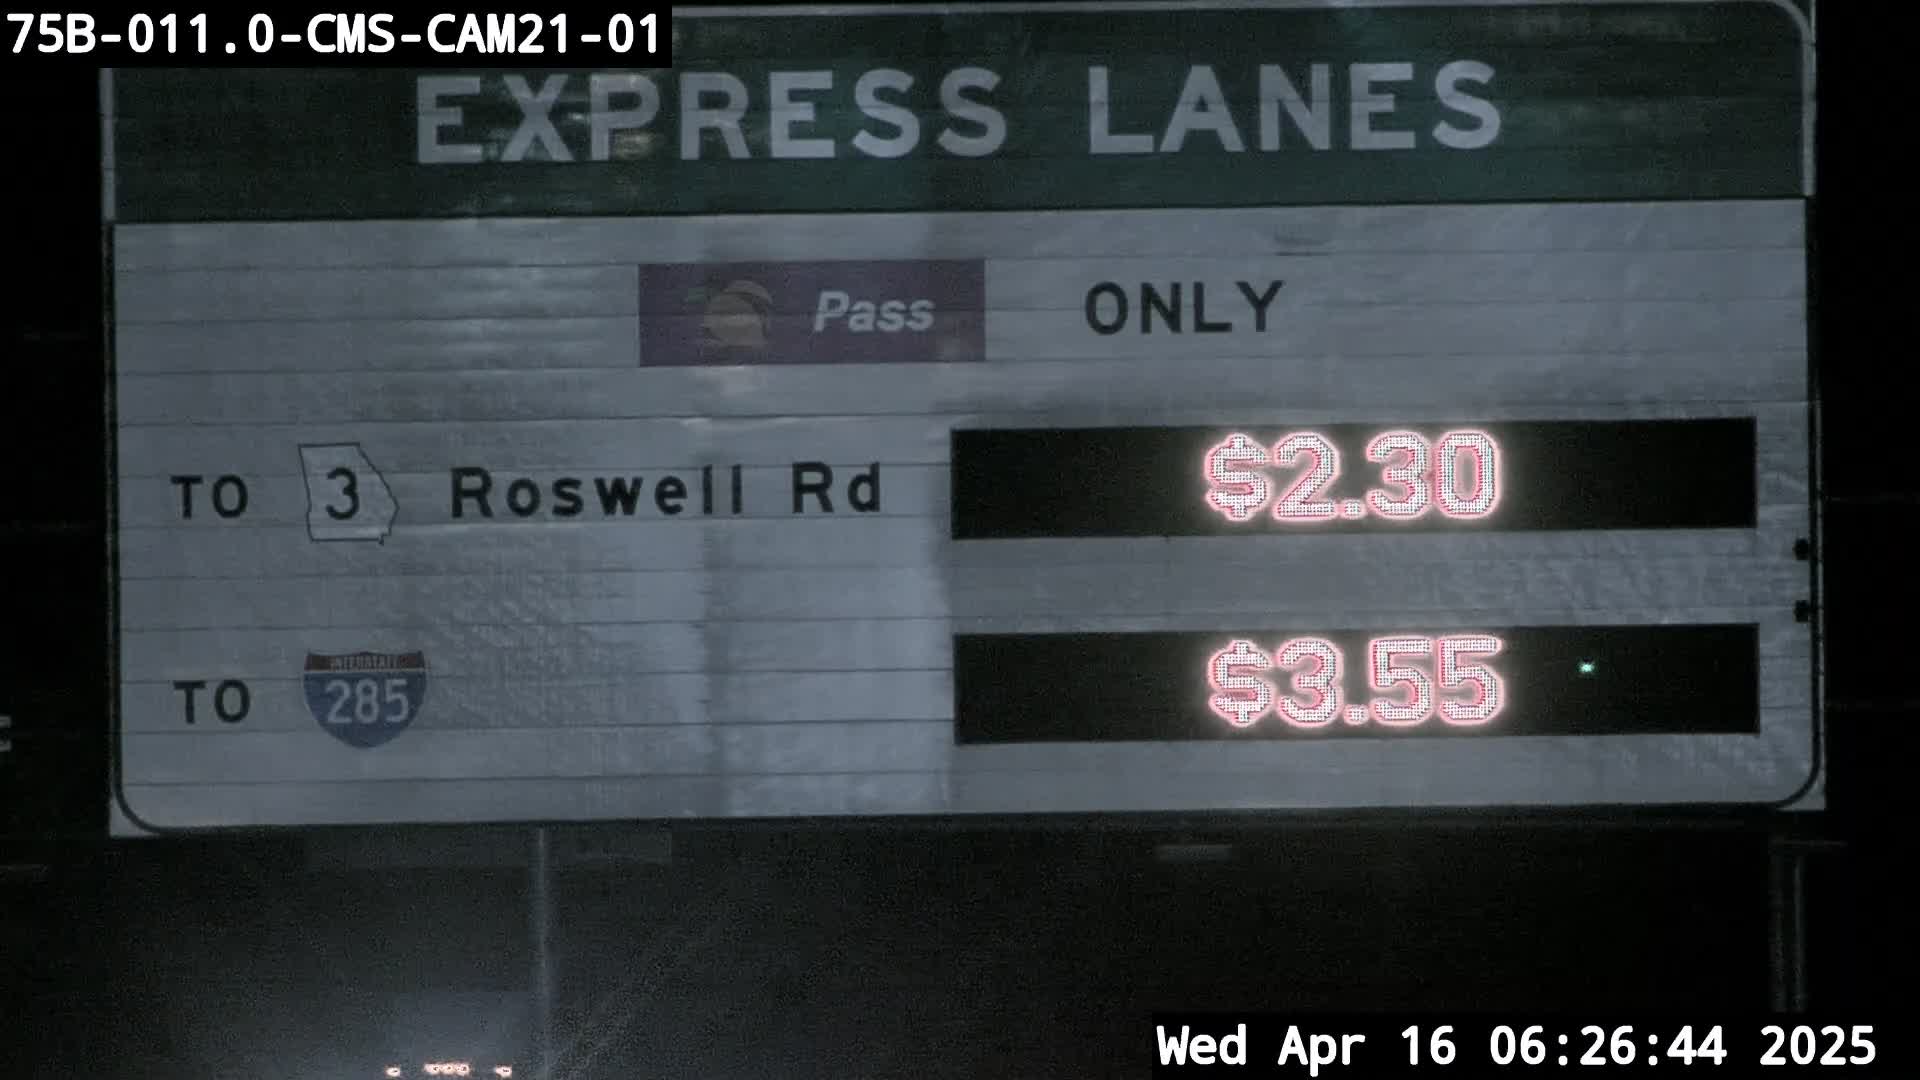 75B-011.0-CMS-CAM21-01
EXPRESS LANES
Pass ONLY
TO 3 Roswell Rd $2.30
TO INTERSTATE 285 $3.55
Wed Apr 16 06:26:44 2025